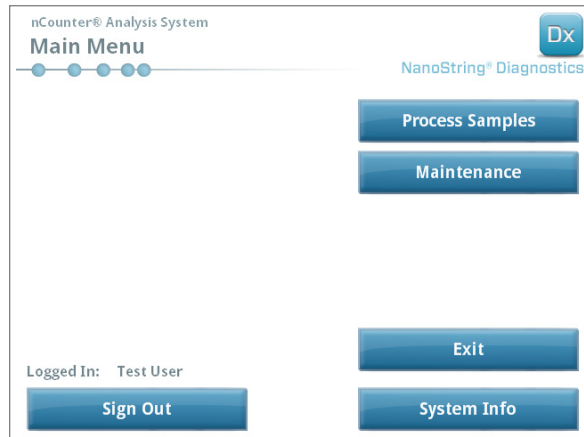 nCounter® Analysis System
Main Menu
Dx
NanoString® Diagnostics
Process Samples
Maintenance
Exit
Logged In: Test User
Sign Out
System Info